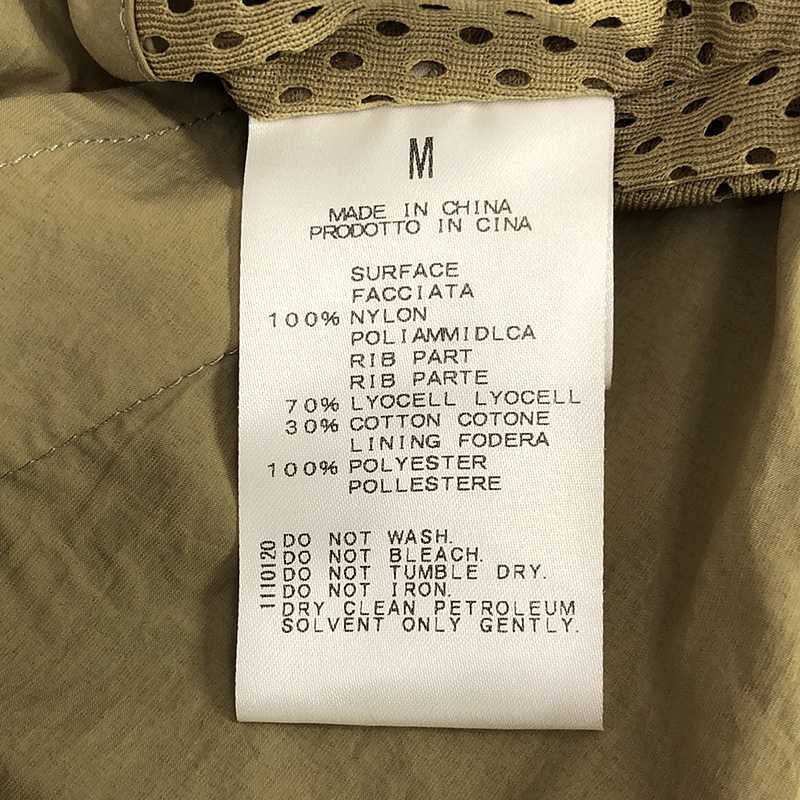 M
MADE IN CHINA
PRODOTTO IN CINA
SURFACE
FACCIATA
100% NYLON
POLIAMMIDLCA
RIB PART
RIB PARTE
70% LYOCELL LYOCELL
30% COTTON COTONE
LINING FODERA
100% POLYESTER
POLLESTERE
1110120
DO NOT WASH.
DO NOT BLEACH.
DO NOT TUMBLE DRY.
DO NOT IRON.
DRY CLEAN PETROLEUM
SOLVENT ONLY GENTLY.